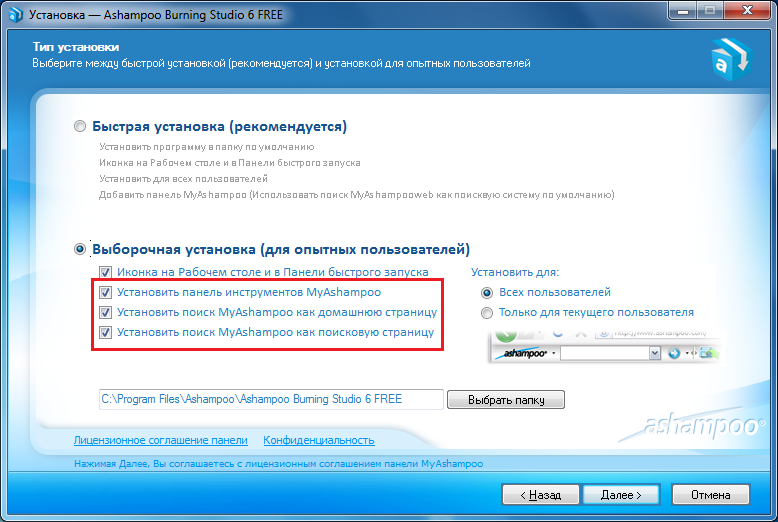 Установка — Ashampoo Burning Studio 6 FREE
Тип установки
Выберите между быстрой установкой (рекомендуется) и установкой для опытных пользователей
Быстрая установка (рекомендуется)
Установить программу в папку по умолчанию
Иконка на Рабочем столе и в Панели быстрого запуска
Установить для всех пользователей
Добавить панель MyAshampoo (Использовать поиск MyAshampooweb как поисквую систему по умолчанию)
Выборочная установка (для опытных пользователей)
Иконка на Рабочем столе и в Панели быстрого запуска
Установить для:
Установить панель инструментов MyAshampoo
Всех пользователей
Установить поиск MyAshampoo как домашнюю страницу
Только для текущего пользователя
Установить поиск MyAshampoo как поисковую страницу
http://www.ashampoo.com/
ashampoo®
C:\Program Files\Ashampoo\Ashampoo Burning Studio 6 FREE
Выбрать папку
ashampoo®
Лицензионное соглашение панели
Конфиденциальность
Нажимая Далее, Вы соглашаетесь с лицензионным соглашением панели MyAshampoo
< Назад
Далее >
Отмена